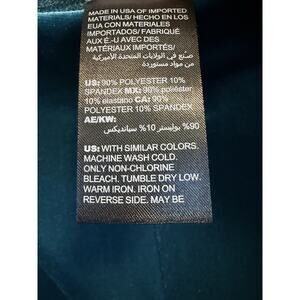 MADE IN USA OF IMPORTED
MATERIALS/ HECHO EN LOS
EUA CON MATERIALES
IMPORTADOS/ FABRIQUÉ
AUX É.-U AVEC DES
MATÉRIAUX IMPORTÉS/
صنع في الولايات المتحدة الأميركية
من مواد مستوردة
US: 90% POLYESTER 10%
SPANDEX MX: 90% poliéster
10% elastano CA: 90%
POLYESTER 10% SPANDEX
AE/KW:
90% بوليستر 10% سبانديكس
US: WITH SIMILAR COLORS.
MACHINE WASH COLD.
ONLY NON-CHLORINE
BLEACH. TUMBLE DRY LOW.
WARM IRON. IRON ON
REVERSE SIDE. MAY BE